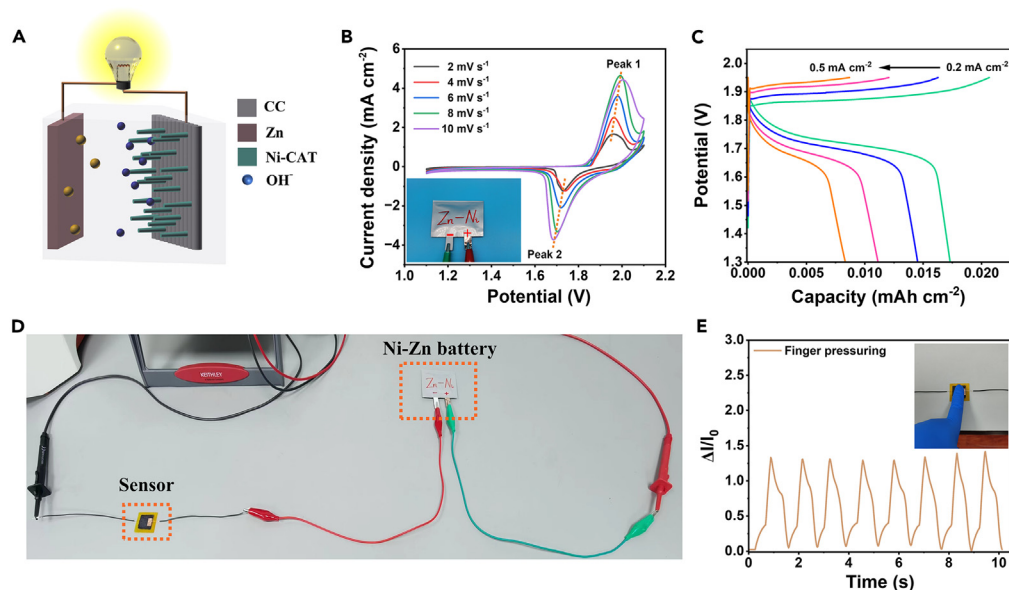 A
CC
Zn
Ni-CAT
OH⁻
B
Current density (mA cm⁻²)
6
4
2
0
−2
−4
2 mV s⁻¹
4 mV s⁻¹
6 mV s⁻¹
8 mV s⁻¹
10 mV s⁻¹
Peak 1
Zn-Ni
- +
Peak 2
1.0 1.2 1.4 1.6 1.8 2.0 2.2
Potential (V)
C
Potential (V)
2.1
1.9
1.8
1.6
1.4
1.3
0.5 mA cm⁻² 0.2 mA cm⁻²
0.000 0.005 0.010 0.015 0.020
Capacity (mAh cm⁻²)
D
Ni-Zn battery
KEITHLEY
Zn-Ni
- +
Sensor
E
ΔI/I₀
3.0
2.5
2.0
1.5
1.0
0.5
0.0
Finger pressuring
0 2 4 6 8 10
Time (s)